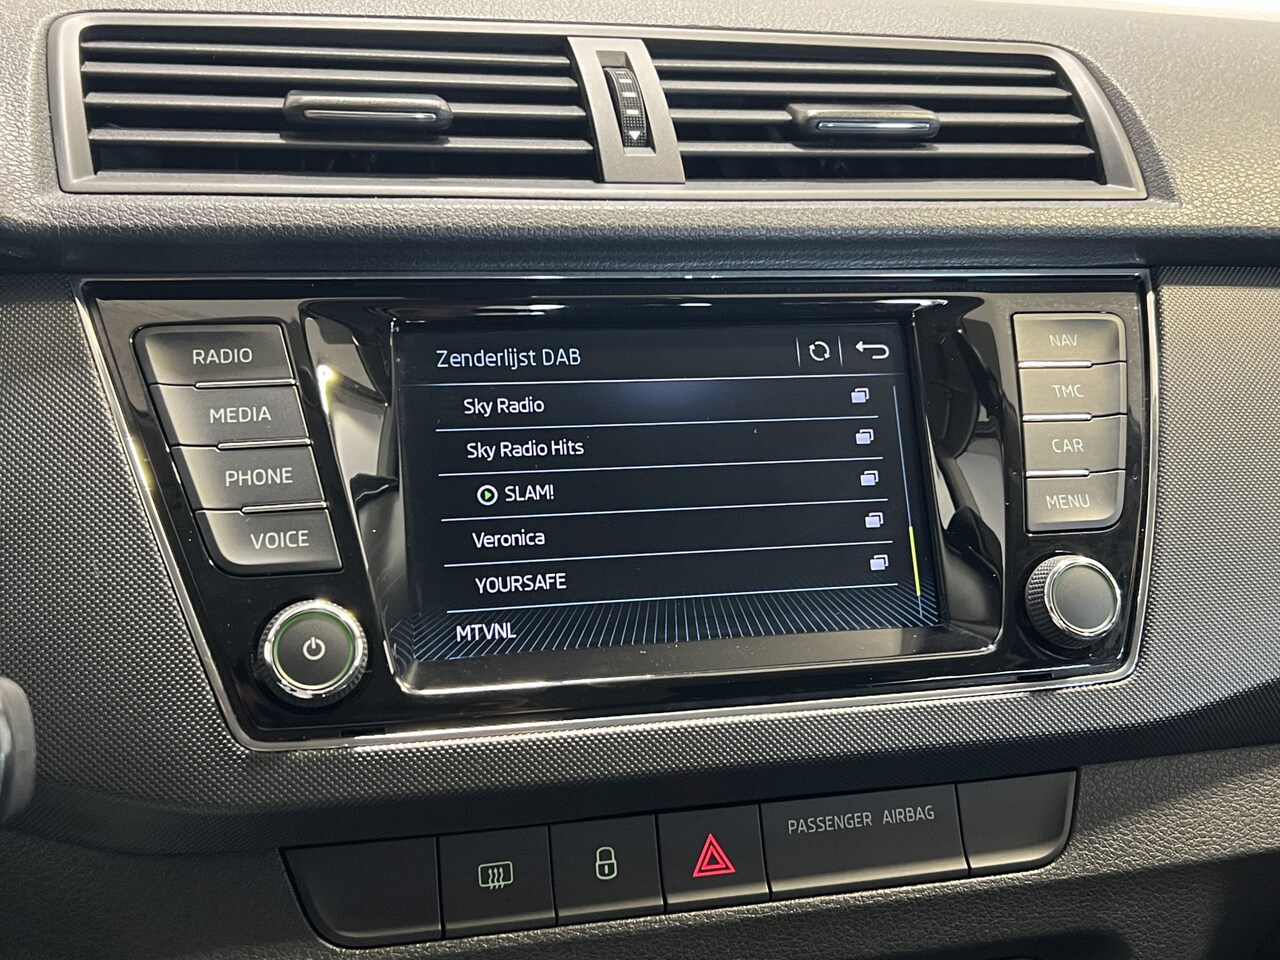 RADIO
MEDIA
PHONE
VOICE
Zenderlijst DAB
Sky Radio
Sky Radio Hits
SLAM!
Veronica
YOURSAFE
MTVNL
NAV
TMC
CAR
MENU
PASSENGER AIRBAG